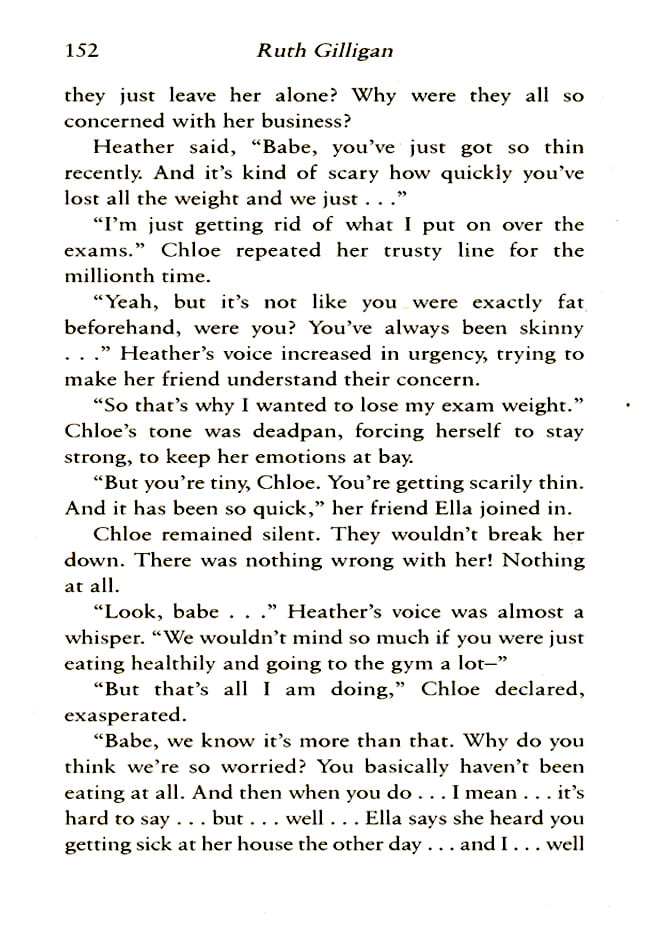 152 Ruth Gilligan
they just leave her alone? Why were they all so
concerned with her business?
Heather said, “Babe, you’ve just got so thin
recently. And it’s kind of scary how quickly you’ve
lost all the weight and we just . . .”
“I’m just getting rid of what I put on over the
exams.” Chloe repeated her trusty line for the
millionth time.
“Yeah, but it’s not like you were exactly fat
beforehand, were you? You’ve always been skinny
. . .” Heather’s voice increased in urgency, trying to
make her friend understand their concern.
“So that’s why I wanted to lose my exam weight.”
Chloe’s tone was deadpan, forcing herself to stay
strong, to keep her emotions at bay.
“But you’re tiny, Chloe. You’re getting scarily thin.
And it has been so quick,” her friend Ella joined in.
Chloe remained silent. They wouldn’t break her
down. There was nothing wrong with her! Nothing
at all.
“Look, babe . . .” Heather’s voice was almost a
whisper. “We wouldn’t mind so much if you were just
eating healthily and going to the gym a lot–”
“But that’s all I am doing,” Chloe declared,
exasperated.
“Babe, we know it’s more than that. Why do you
think we’re so worried? You basically haven’t been
eating at all. And then when you do . . . I mean . . . it’s
hard to say . . . but . . . well . . . Ella says she heard you
getting sick at her house the other day . . . and I . . . well